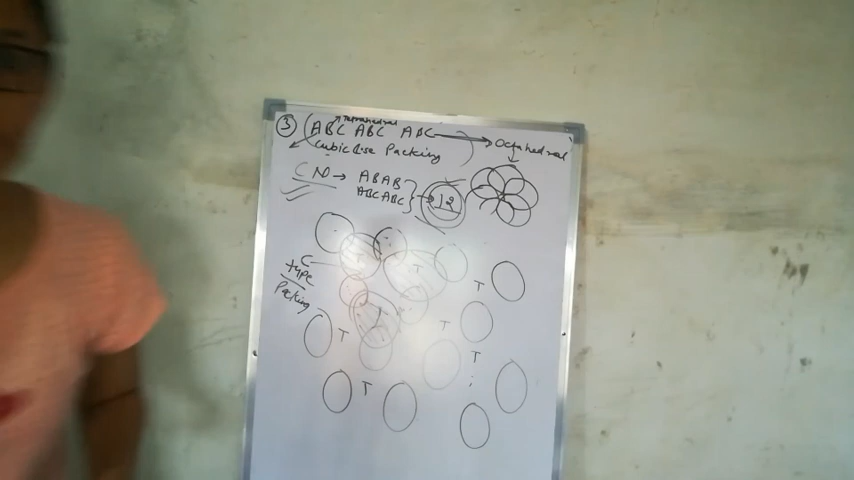 tetrahedral
③ (ABC ABC ABC ) → Octahedral
Cubic Close Packing
CN → ABAB
ABCABC } → 12
C
type
Packing
T
T
T
T
T
T
T
T